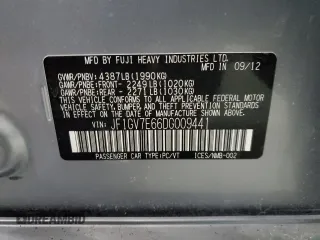 MFD BY FUJI HEAVY INDUSTRIES LTD.
MFD IN 09/12
GVWR/PNBV: 4387LB(1990KG)
GAWR/PNBE:FRONT- 2249LB(1020KG)
GAWR/PNBE:REAR - 2271LB(1030KG)
THIS VEHICLE CONFORMS TO ALL APPLICABLE
FEDERAL MOTOR VEHICLE SAFETY,
BUMPER, AND THEFT PREVENTION
STANDARDS IN EFFECT ON THE DATE
OF MANUFACTURE SHOWN ABOVE.
VIN: JF1GV7E66DG009441
PASSENGER CAR TYPE:PC/VT ICES/NMB-002
DREAMBID